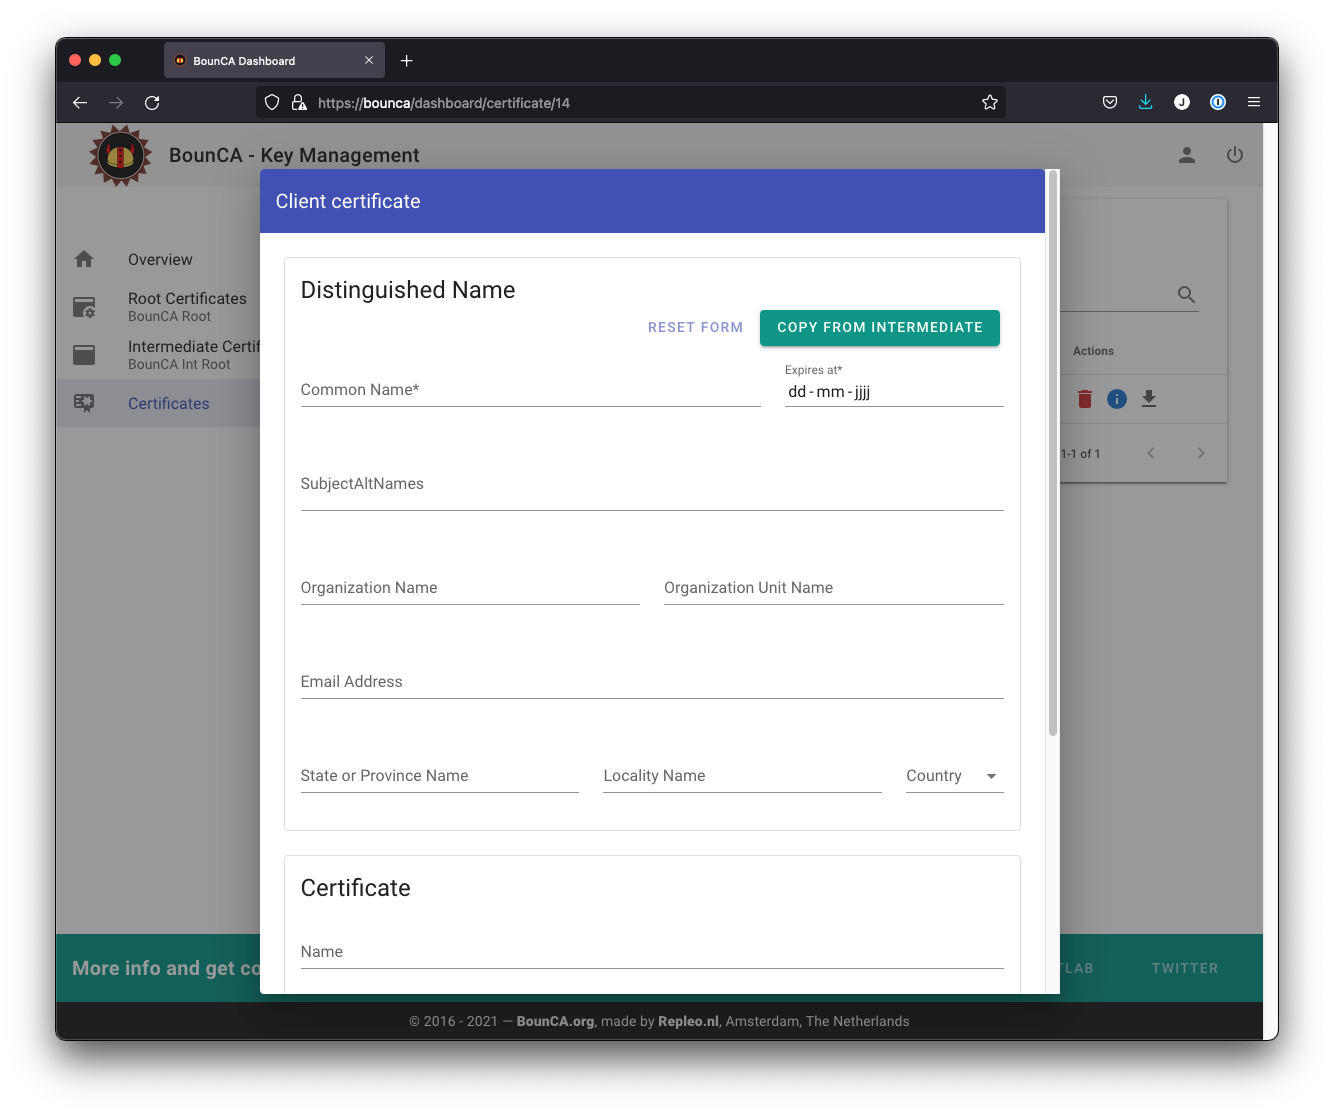 BounCA Dashboard
https://bounca/dashboard/certificate/14
BounCA - Key Management
Client certificate
Overview
Root Certificates
BounCA Root
Intermediate Certif
BounCA Int Root
Certificates
Distinguished Name
RESET FORM
COPY FROM INTERMEDIATE
Common Name*
Expires at*
dd-mm-jjjj
SubjectAltNames
Organization Name
Organization Unit Name
Email Address
State or Province Name
Locality Name
Country
Actions
1-1 of 1
Certificate
Name
More info and get co
TLAB
TWITTER
© 2016 - 2021 — BounCA.org, made by Repleo.nl, Amsterdam, The Netherlands